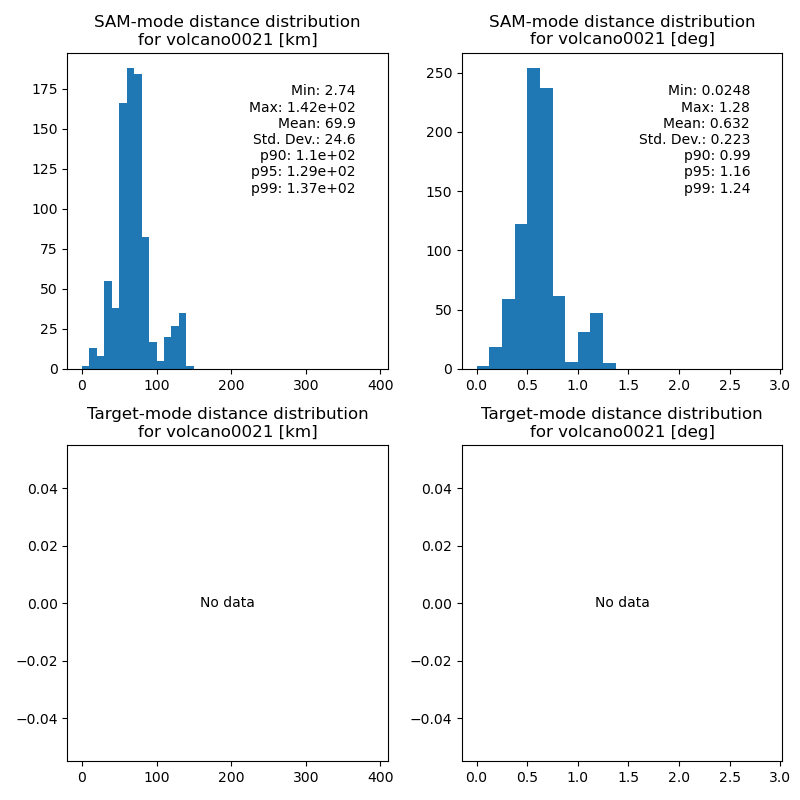 SAM-mode distance distribution
for volcano0021 [km]
175
150
125
100
75
50
25
0
Min: 2.74
Max: 1.42e+02
Mean: 69.9
Std. Dev.: 24.6
p90: 1.1e+02
p95: 1.29e+02
p99: 1.37e+02
0 100 200 300 400
SAM-mode distance distribution
for volcano0021 [deg]
250
200
150
100
50
0
Min: 0.0248
Max: 1.28
Mean: 0.632
Std. Dev.: 0.223
p90: 0.99
p95: 1.16
p99: 1.24
0.0 0.5 1.0 1.5 2.0 2.5 3.0
Target-mode distance distribution
for volcano0021 [km]
0.04
0.02
0.00
−0.02
−0.04
No data
0 100 200 300 400
Target-mode distance distribution
for volcano0021 [deg]
0.04
0.02
0.00
−0.02
−0.04
No data
0.0 0.5 1.0 1.5 2.0 2.5 3.0